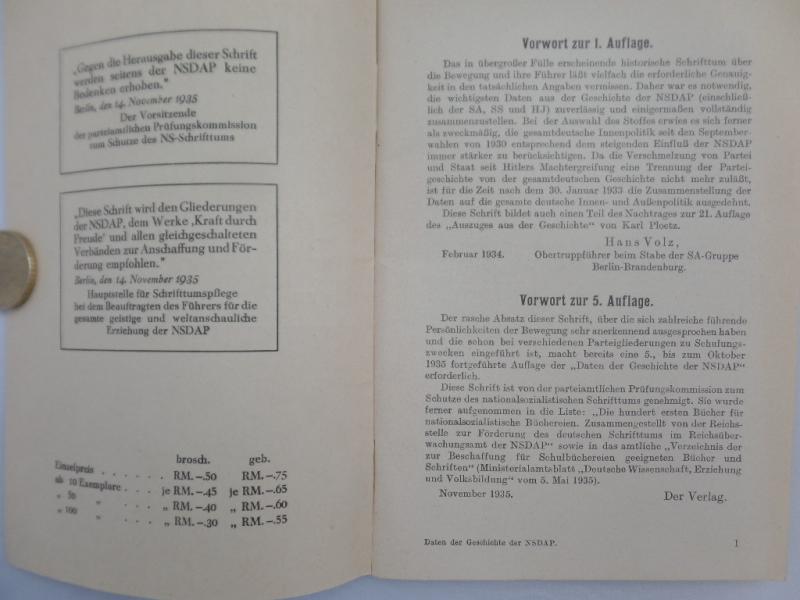 „Gegen die Herausgabe dieser Schrift
werden seitens der NSDAP keine
Bedenken erhoben."
Berlin, den 14. November 1935
Der Vorsitzende
der parteiamtlichen Prüfungskommission
zum Schutze des NS-Schrifttums
„Diese Schrift wird den Gliederungen
der NSDAP, dem Werke ‚Kraft durch
Freude' und allen gleichgeschalteten
Verbänden zur Anschaffung und För-
derung empfohlen."
Berlin, den 14. November 1935
Hauptstelle für Schrifttumspflege
bei dem Beauftragten des Führers für die
gesamte geistige und weltanschauliche
Erziehung der NSDAP
brosch. geb.
Einzelpreis . . . . . . RM. –.50 RM. –.75
ab 10 Exemplare . . . je RM. –.45 je RM. –.65
„ 50 „ . . . „ RM. –.40 „ RM. –.60
„ 100 „ . . . „ RM. –.30 „ RM. –.55
Vorwort zur 1. Auflage.
Das in übergroßer Fülle erscheinende historische Schrifttum über
die Bewegung und ihre Führer läßt vielfach die erforderliche Genauig-
keit in den tatsächlichen Angaben vermissen. Daher war es notwendig,
die wichtigsten Daten aus der Geschichte der NSDAP (einschließ-
lich der SA, SS und HJ) zuverlässig und einigermaßen vollständig
zusammenzustellen. Bei der Auswahl des Stoffes erwies es sich ferner
als zweckmäßig, die gesamtdeutsche Innenpolitik seit den September-
wahlen von 1930 entsprechend dem steigenden Einfluß der NSDAP
immer stärker zu berücksichtigen. Da die Verschmelzung von Partei
und Staat seit Hitlers Machtergreifung eine Trennung der Partei-
geschichte von der gesamtdeutschen Geschichte nicht mehr zuläßt,
ist für die Zeit nach dem 30. Januar 1933 die Zusammenstellung der
Daten auf die gesamte deutsche Innen- und Außenpolitik ausgedehnt.
Diese Schrift bildet auch einen Teil des Nachtrages zur 21. Auflage
des „Auszuges aus der Geschichte" von Karl Ploetz.
Hans Volz,
Februar 1934. Obertruppführer beim Stabe der SA-Gruppe
Berlin-Brandenburg.
Vorwort zur 5. Auflage.
Der rasche Absatz dieser Schrift, über die sich zahlreiche führende
Persönlichkeiten der Bewegung sehr anerkennend ausgesprochen haben
und die schon bei verschiedenen Parteigliederungen zu Schulungs-
zwecken eingeführt ist, macht bereits eine 5., bis zum Oktober
1935 fortgeführte Auflage der „Daten der Geschichte der NSDAP"
erforderlich.
Diese Schrift ist von der parteiamtlichen Prüfungskommission zum
Schutze des nationalsozialistischen Schrifttums genehmigt. Sie wurde
ferner aufgenommen in die Liste: „Die hundert ersten Bücher für
nationalsozialistische Büchereien. Zusammengestellt von der Reichs-
stelle zur Förderung des deutschen Schrifttums im Reichsüber-
wachungsamt der NSDAP" sowie in das amtliche „Verzeichnis der
zur Beschaffung für Schulbüchereien geeigneten Bücher und
Schriften" (Ministerialamtsblatt „Deutsche Wissenschaft, Erziehung
und Volksbildung" vom 5. Mai 1935).
November 1935. Der Verlag.
Daten der Geschichte der NSDAP. 1